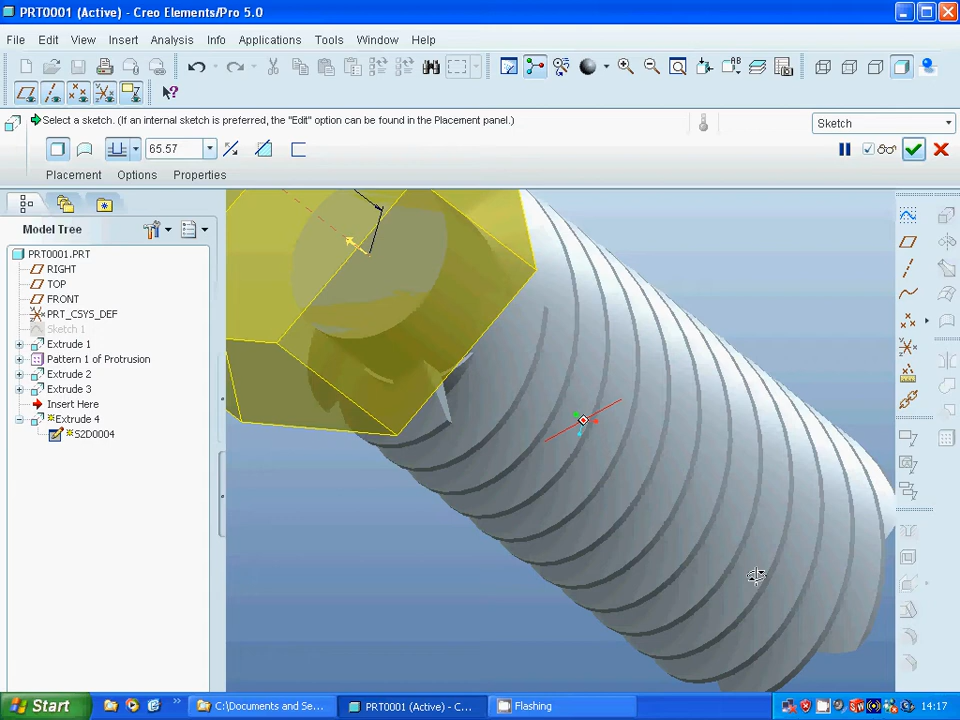 PRT0001 (Active) - Creo Elements/Pro 5.0
File Edit View Insert Analysis Info Applications Tools Window Help
Select a sketch. (If an internal sketch is preferred, the "Edit" option can be found in the Placement panel.)
Sketch
65.57
Placement Options Properties
Model Tree
PRT0001.PRT
RIGHT
TOP
FRONT
PRT_CSYS_DEF
Sketch 1
Extrude 1
Pattern 1 of Protrusion
Extrude 2
Extrude 3
Insert Here
*Extrude 4
*S2D0004
Start
C:\Documents and Se...
PRT0001 (Active) - C...
Flashing
14:17